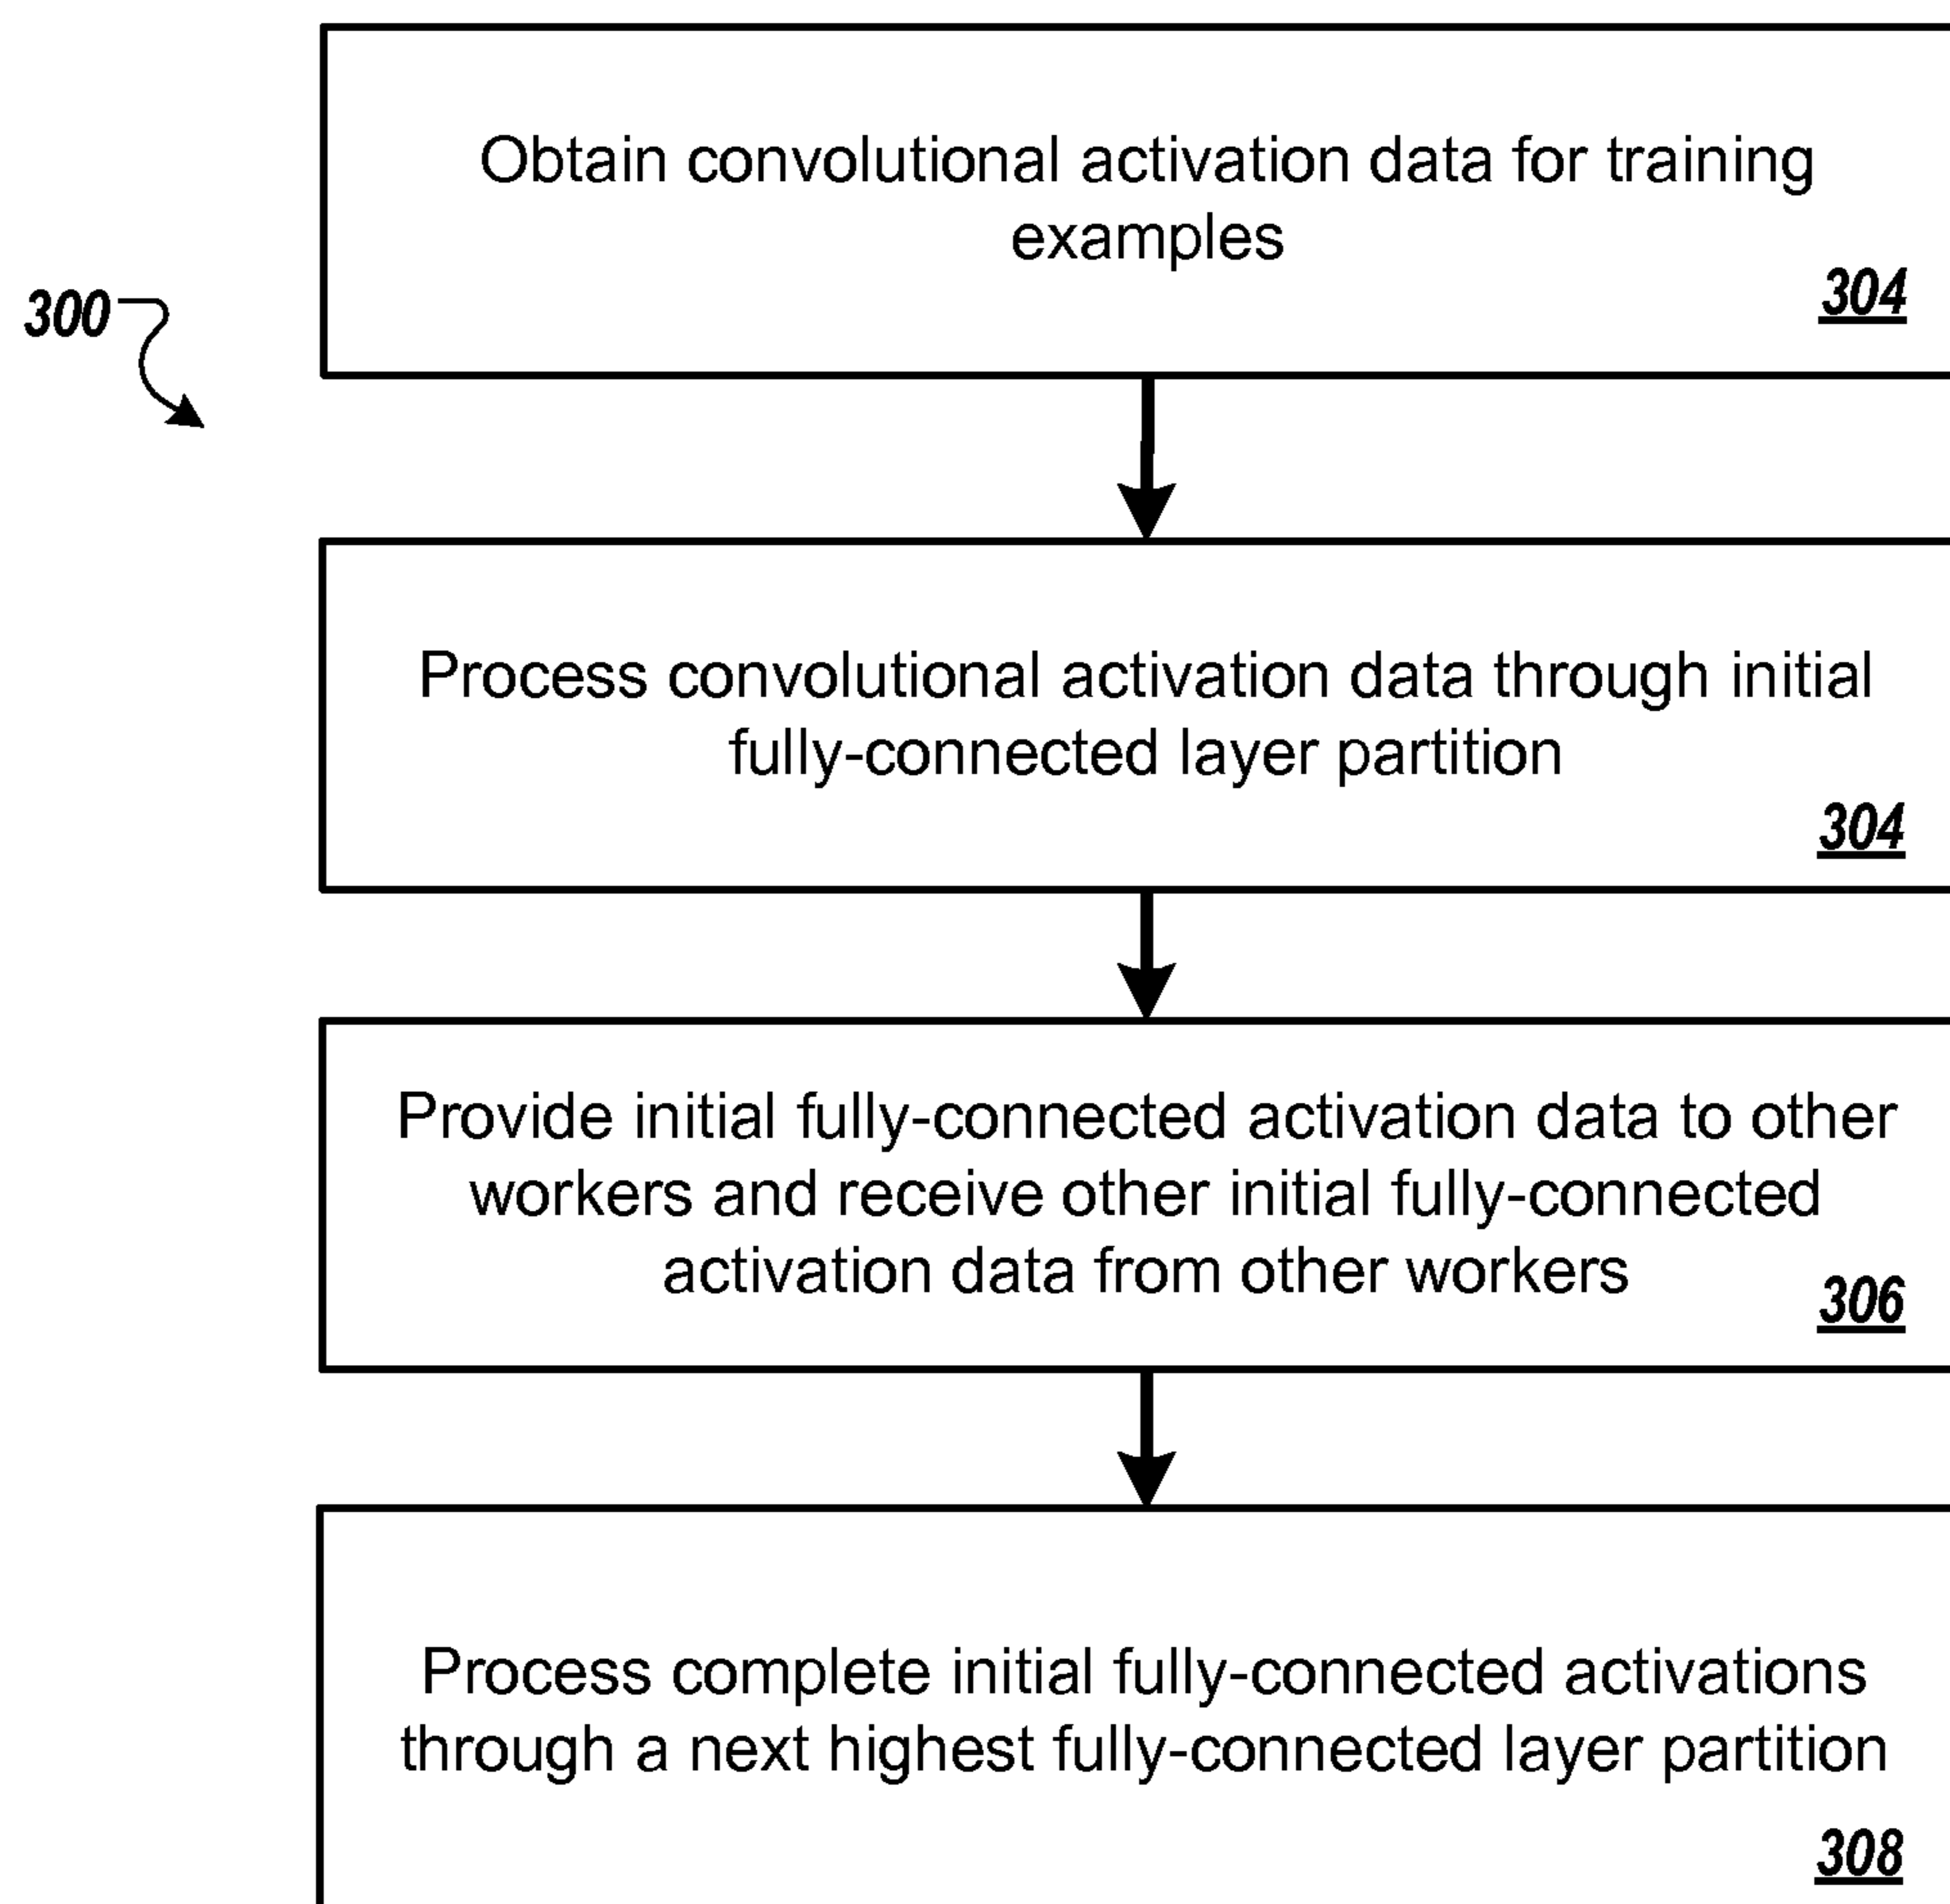 Obtain convolutional activation data for training
examples
304
300
Process convolutional activation data through initial
fully-connected layer partition
304
Provide initial fully-connected activation data to other
workers and receive other initial fully-connected
activation data from other workers
306
Process complete initial fully-connected activations
through a next highest fully-connected layer partition
308